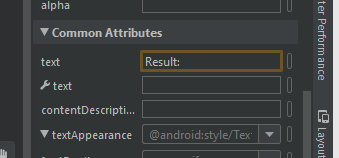 alpha
Common Attributes
text Result:
text
contentDescripti...
textAppearance @android:style/Tex
ter Performance
Layout